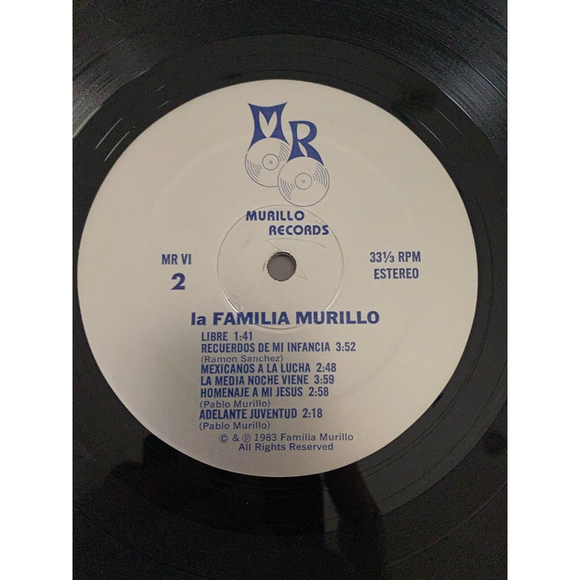 MR
MURILLO
RECORDS
MR VI
2
33⅓ RPM
ESTEREO
la FAMILIA MURILLO
LIBRE 1:41
RECUERDOS DE MI INFANCIA 3:52
(Ramon Sanchez)
MEXICANOS A LA LUCHA 2:48
LA MEDIA NOCHE VIENE 3:59
HOMENAJE A MI JESUS 2:58
(Pablo Murillo)
ADELANTE JUVENTUD 2:18
(Pablo Murillo)
© & ℗ 1983 Familia Murillo
All Rights Reserved